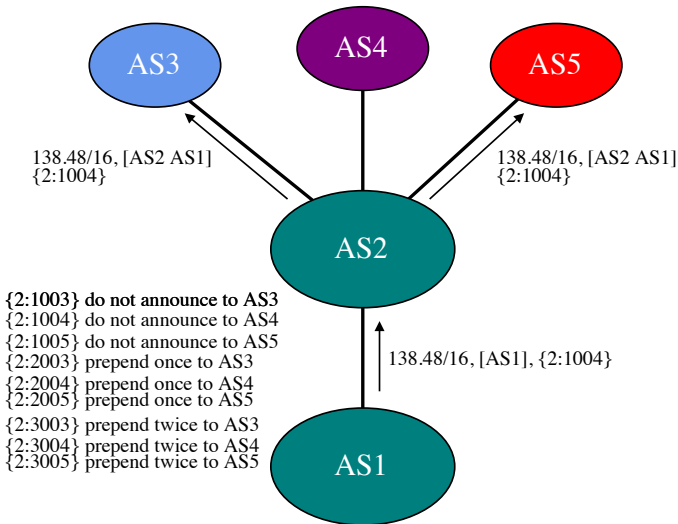 AS3
AS4
AS5
138.48/16, [AS2 AS1]
{2:1004}
138.48/16, [AS2 AS1]
{2:1004}
AS2
{2:1003} do not announce to AS3
{2:1004} do not announce to AS4
{2:1005} do not announce to AS5
{2:2003} prepend once to AS3
{2:2004} prepend once to AS4
{2:2005} prepend once to AS5
{2:3003} prepend twice to AS3
{2:3004} prepend twice to AS4
{2:3005} prepend twice to AS5
138.48/16, [AS1], {2:1004}
AS1